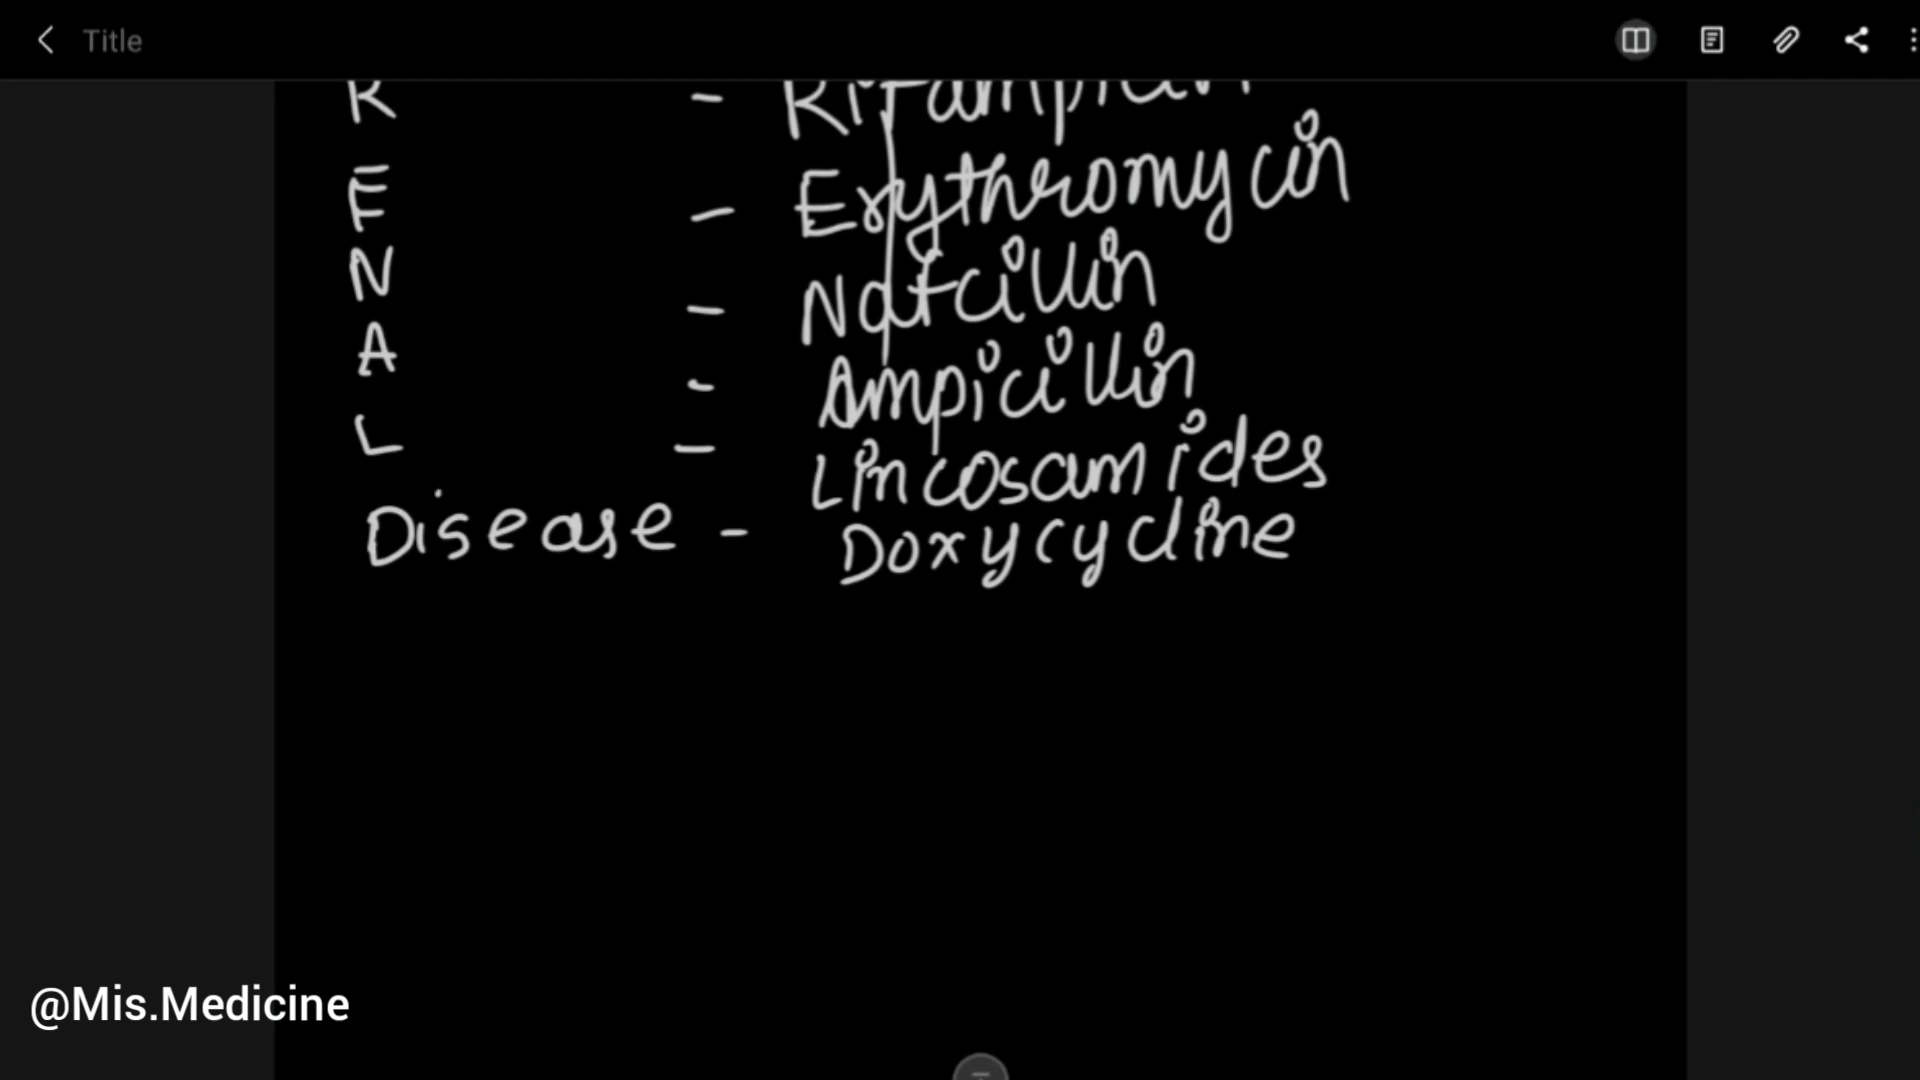 Title
R - Rifampicin
E - Erythromycin
N - Nafcillin
A - Ampicillin
L - Lincosamides
Disease - Doxycycline
@Mis.Medicine